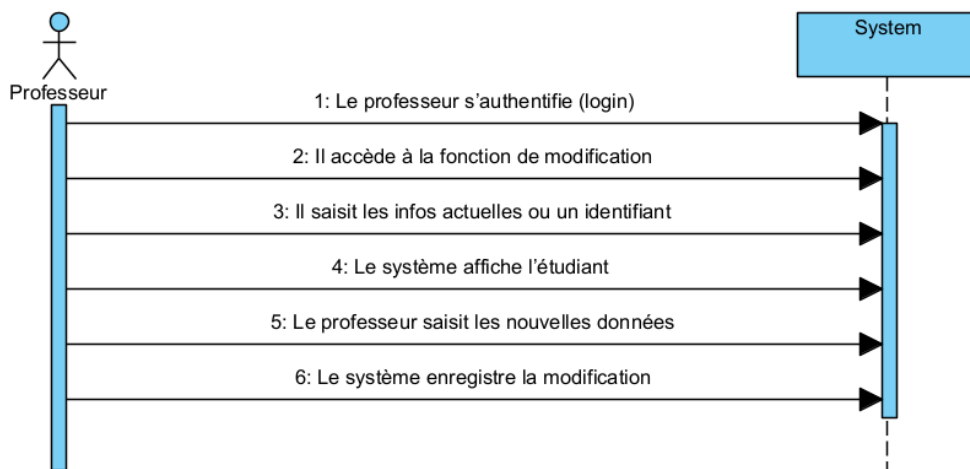 System
Professeur
1: Le professeur s'authentifie (login)
2: Il accède à la fonction de modification
3: Il saisit les infos actuelles ou un identifiant
4: Le système affiche l'étudiant
5: Le professeur saisit les nouvelles données
6: Le système enregistre la modification